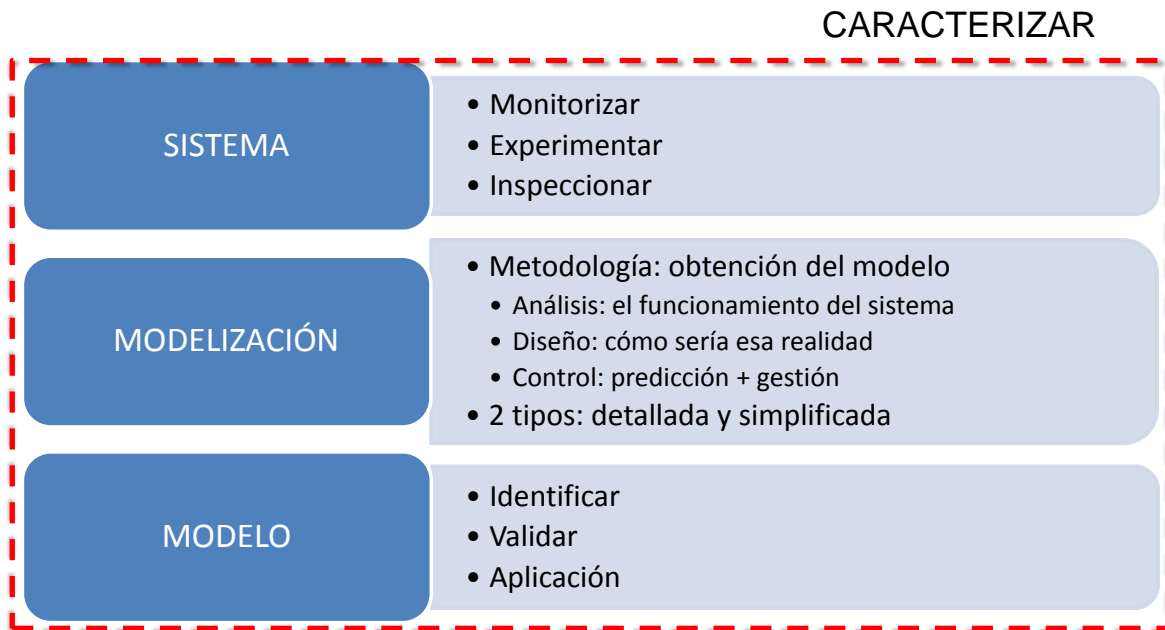 CARACTERIZAR
SISTEMA
• Monitorizar
• Experimentar
• Inspeccionar
MODELIZACIÓN
• Metodología: obtención del modelo
• Análisis: el funcionamiento del sistema
• Diseño: cómo sería esa realidad
• Control: predicción + gestión
• 2 tipos: detallada y simplificada
MODELO
• Identificar
• Validar
• Aplicación